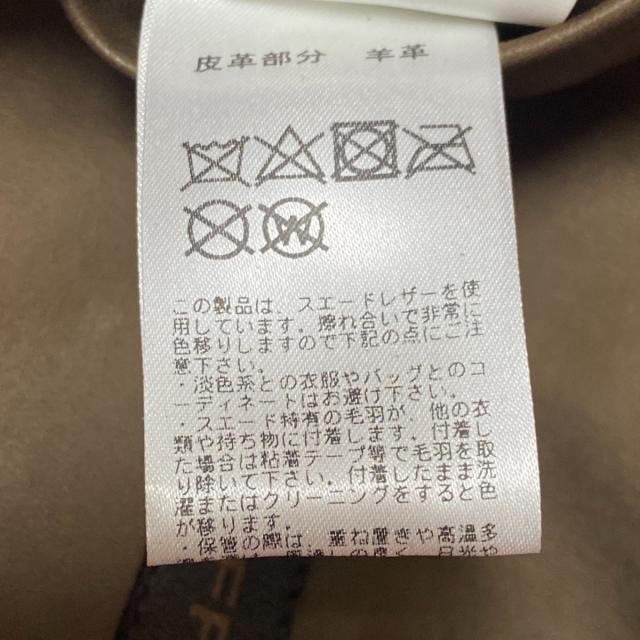 皮革部分　羊革
W
この製品は、スエードレザーを使
用しています。擦れ合いで非常に
色移りしますので下記の点にご注
意下さい。
・淡色系との衣服やバッグとのコ
ーディネートはお避け下さい。
・スエード特有の毛羽が、他の衣
類や持ち物に付着します。付着し
た場合は粘着テープ等で毛羽を取
り除いて下さい。付着したまま洗
濯またはクリーニングをすると色
が移ります。
保管 際は 高温多